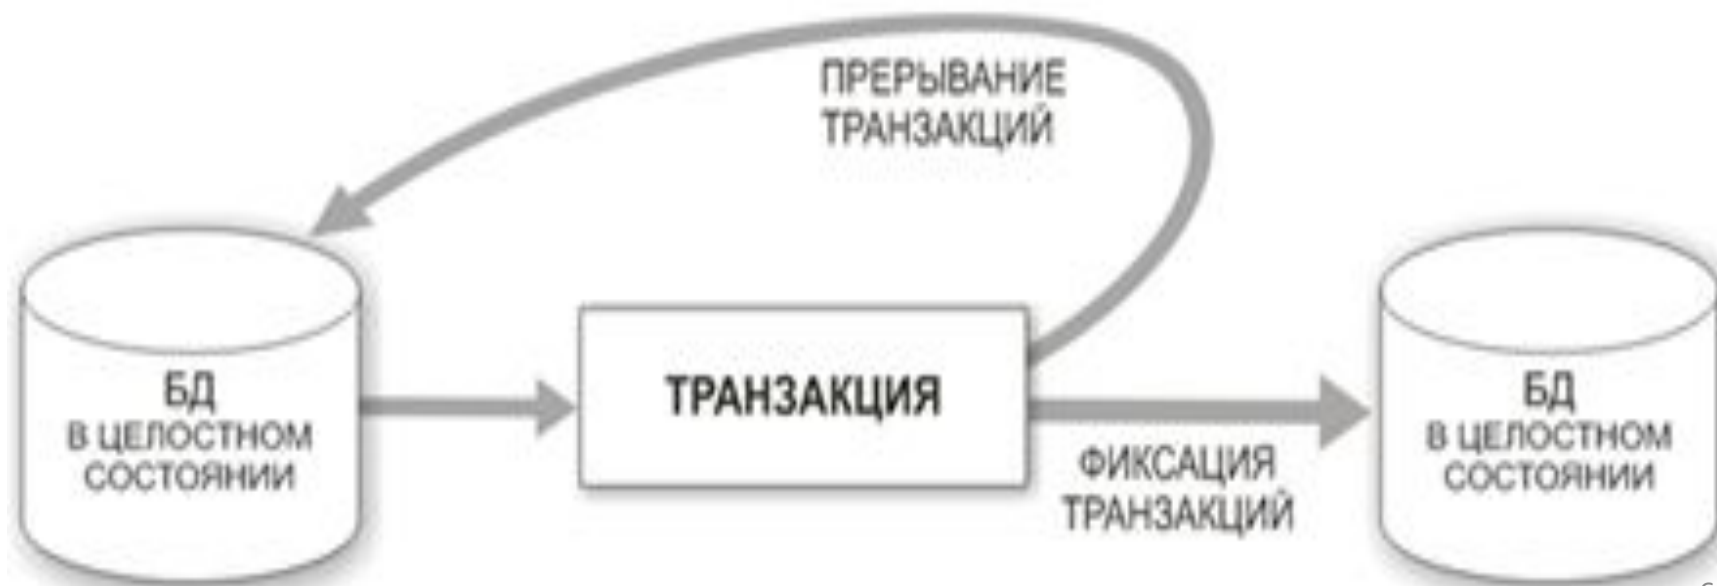 ПРЕРЫВАНИЕ
ТРАНЗАКЦИЙ
БД
В ЦЕЛОСТНОМ
СОСТОЯНИИ
ТРАНЗАКЦИЯ
ФИКСАЦИЯ
ТРАНЗАКЦИЙ
БД
В ЦЕЛОСТНОМ
СОСТОЯНИИ